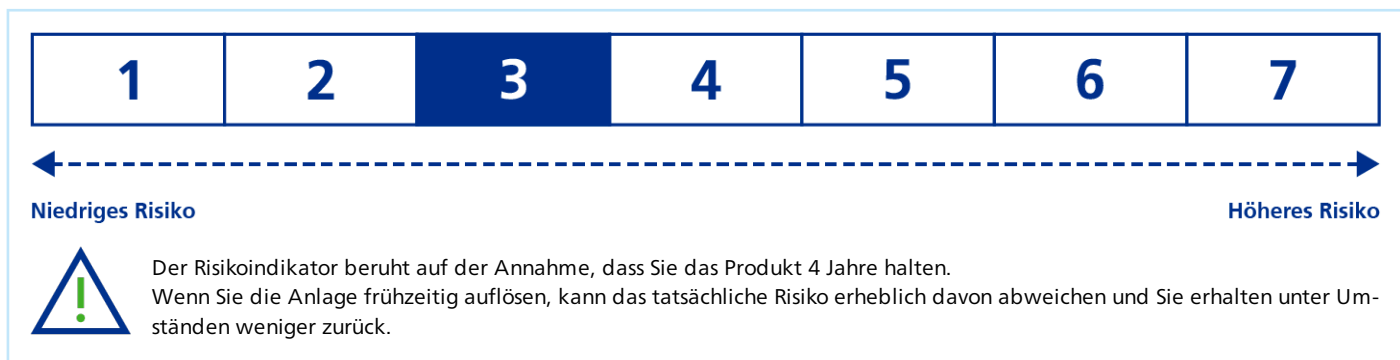 1 2 3 4 5 6 7
Niedriges Risiko Höheres Risiko
Der Risikoindikator beruht auf der Annahme, dass Sie das Produkt 4 Jahre halten.
Wenn Sie die Anlage frühzeitig auflösen, kann das tatsächliche Risiko erheblich davon abweichen und Sie erhalten unter Um-
ständen weniger zurück.